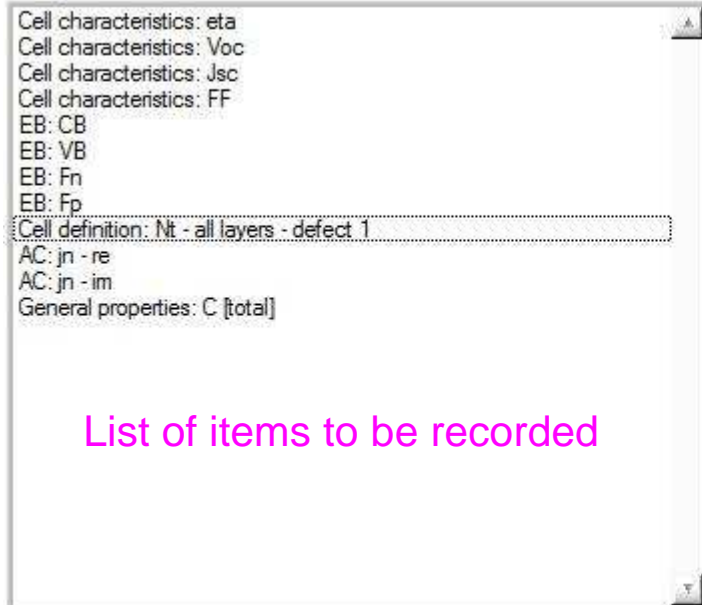 Cell characteristics: eta
Cell characteristics: Voc
Cell characteristics: Jsc
Cell characteristics: FF
EB: CB
EB: VB
EB: Fn
EB: Fp
Cell definition: Nt - all layers - defect 1
AC: jn - re
AC: jn - im
General properties: C [total]
List of items to be recorded